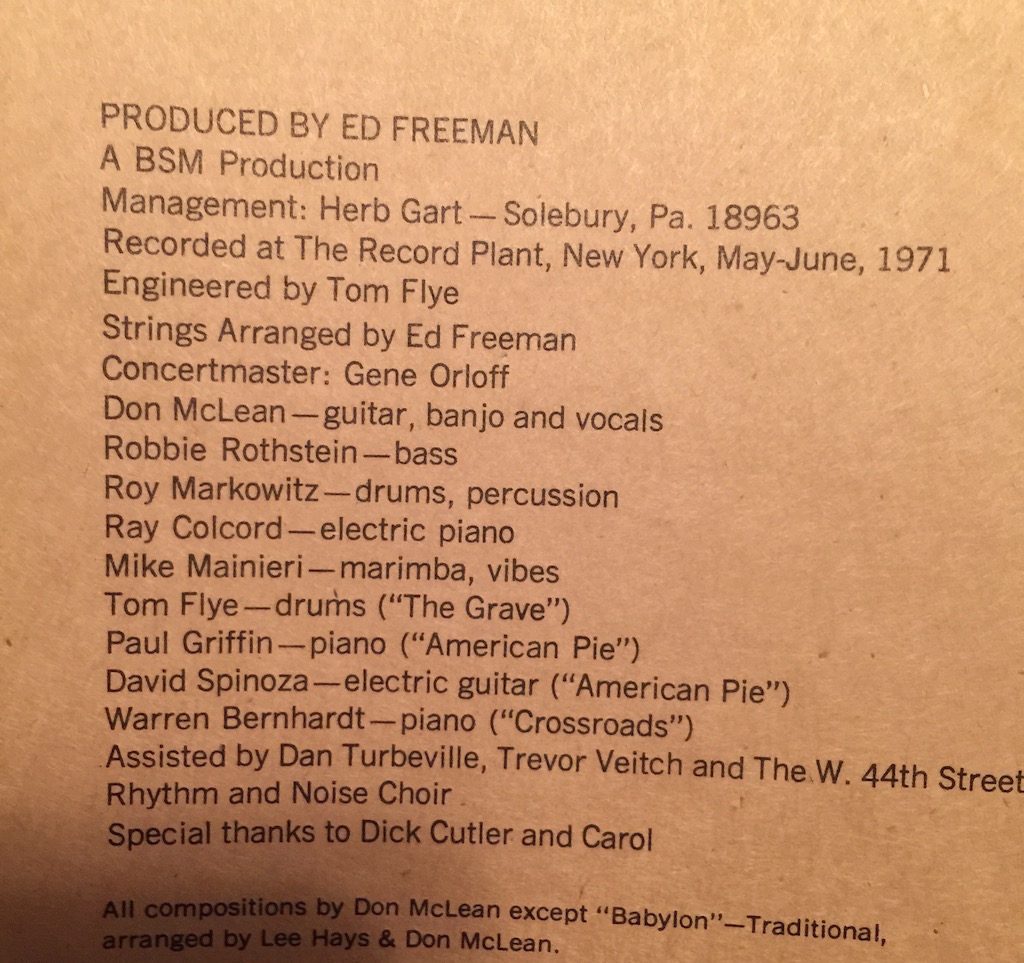 PRODUCED BY ED FREEMAN
A BSM Production
Management: Herb Gart — Solebury, Pa. 18963
Recorded at The Record Plant, New York, May-June, 1971
Engineered by Tom Flye
Strings Arranged by Ed Freeman
Concertmaster: Gene Orloff
Don McLean — guitar, banjo and vocals
Robbie Rothstein — bass
Roy Markowitz — drums, percussion
Ray Colcord — electric piano
Mike Mainieri — marimba, vibes
Tom Flye — drums (“The Grave”)
Paul Griffin — piano (“American Pie”)
David Spinoza — electric guitar (“American Pie”)
Warren Bernhardt — piano (“Crossroads”)
Assisted by Dan Turbeville, Trevor Veitch and The W. 44th Street
Rhythm and Noise Choir
Special thanks to Dick Cutler and Carol
All compositions by Don McLean except “Babylon”—Traditional,
arranged by Lee Hays & Don McLean.